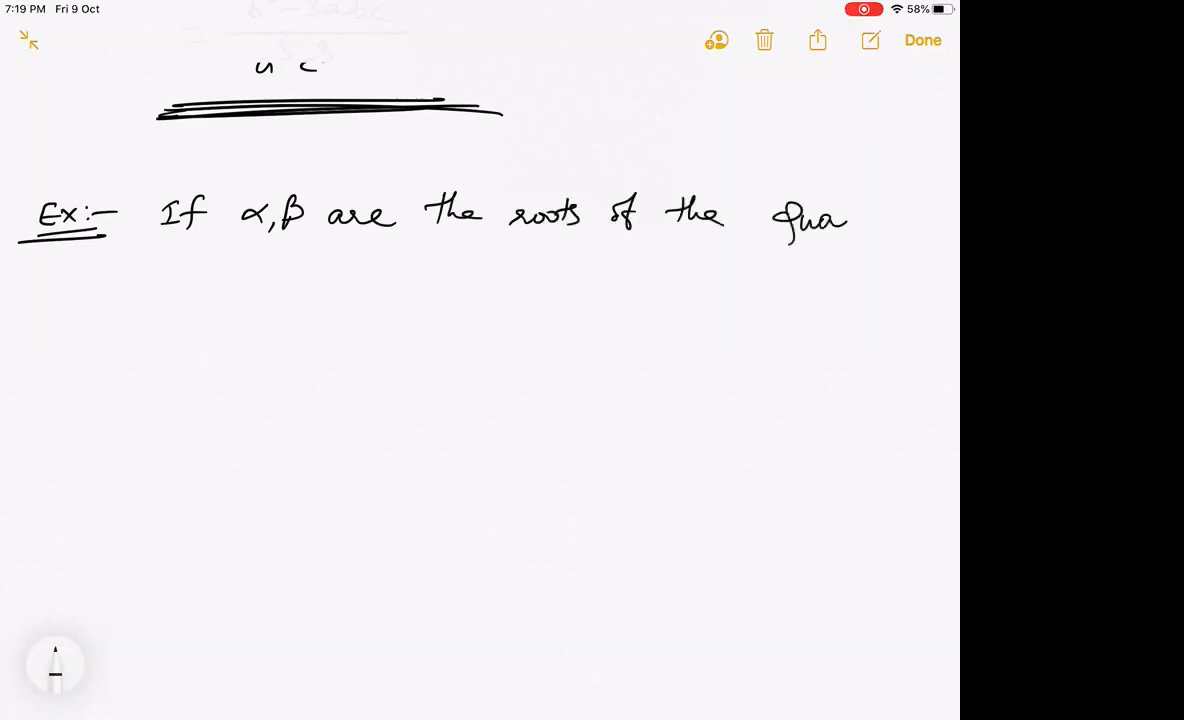 7:19 PM Fri 9 Oct
58%
Done
Ex:- If α,β are the roots of the Qua